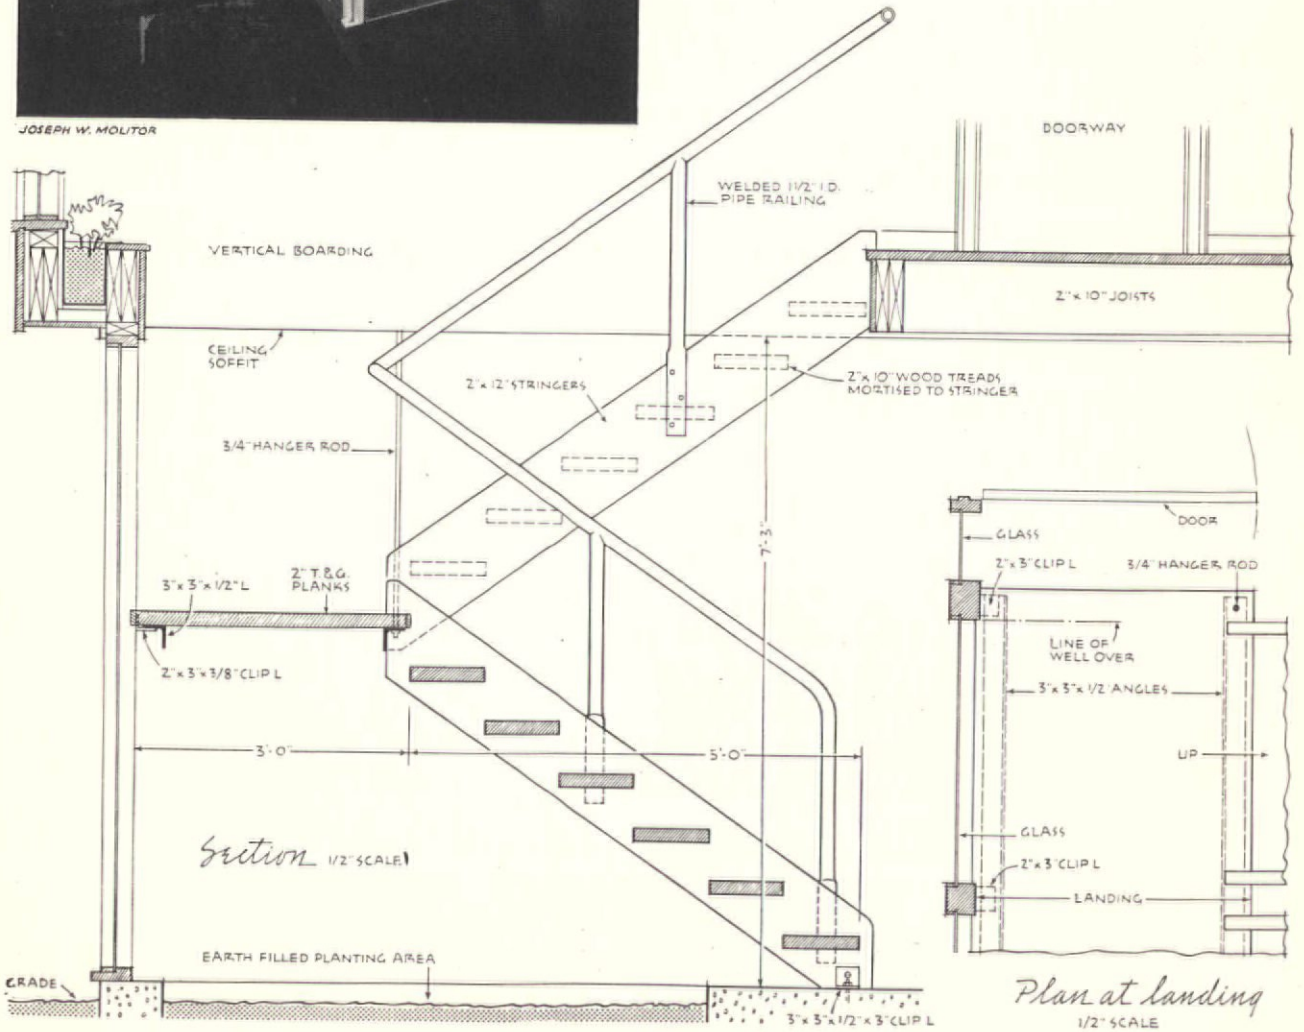 JOSEPH W. MOLITOR
DOORWAY
WELDED 1 1/2" I.D.
PIPE RAILING
VERTICAL BOARDING
2" x 10" JOISTS
CEILING
SOFFIT
2" x 12" STRINGERS
2" x 10" WOOD TREADS
MORTISED TO STRINGER
3/4" HANGER ROD
7'-3"
DOOR
GLASS
2" x 3" CLIP L
3/4" HANGER ROD
3" x 3" x 1/2" L
2" T.&G.
PLANKS
LINE OF
WELL OVER
2" x 3" x 3/8" CLIP L
3" x 3" x 1/2" ANGLES
3'-0"
5'-0"
UP
GLASS
Section 1/2" SCALE
2" x 3" CLIP L
LANDING
EARTH FILLED PLANTING AREA
GRADE
Plan at landing
1/2" SCALE
3" x 3" x 1/2" x 3" CLIP L